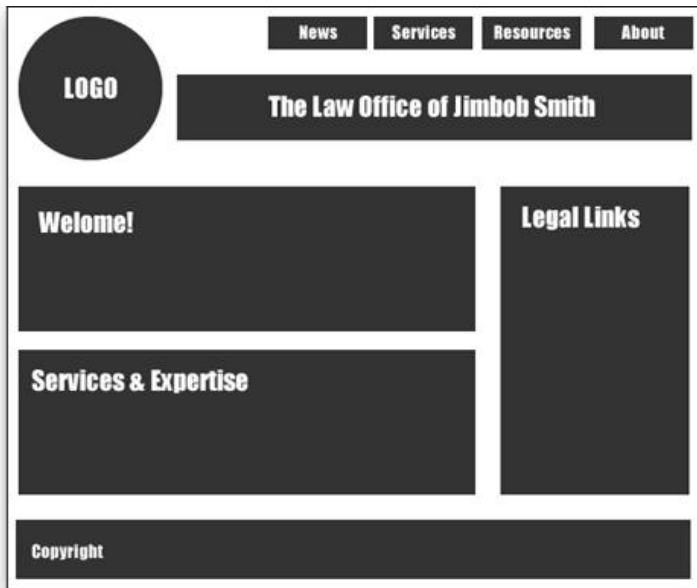 News
Services
Resources
About
LOGO
The Law Office of Jimbob Smith
Welome!
Legal Links
Services & Expertise
Copyright